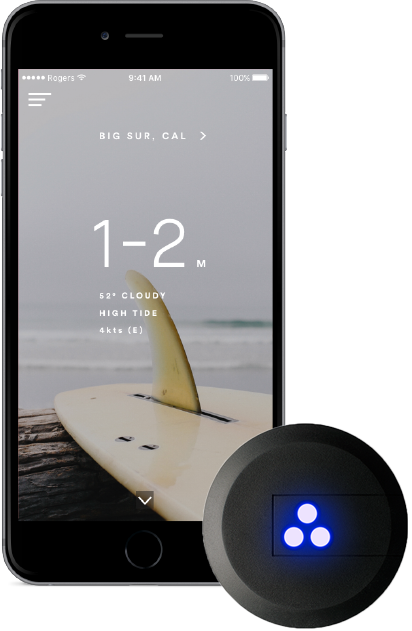 Rogers 9:41 AM 100%
BIG SUR, CAL
1-2 M
52° CLOUDY
HIGH TIDE
4kts (E)